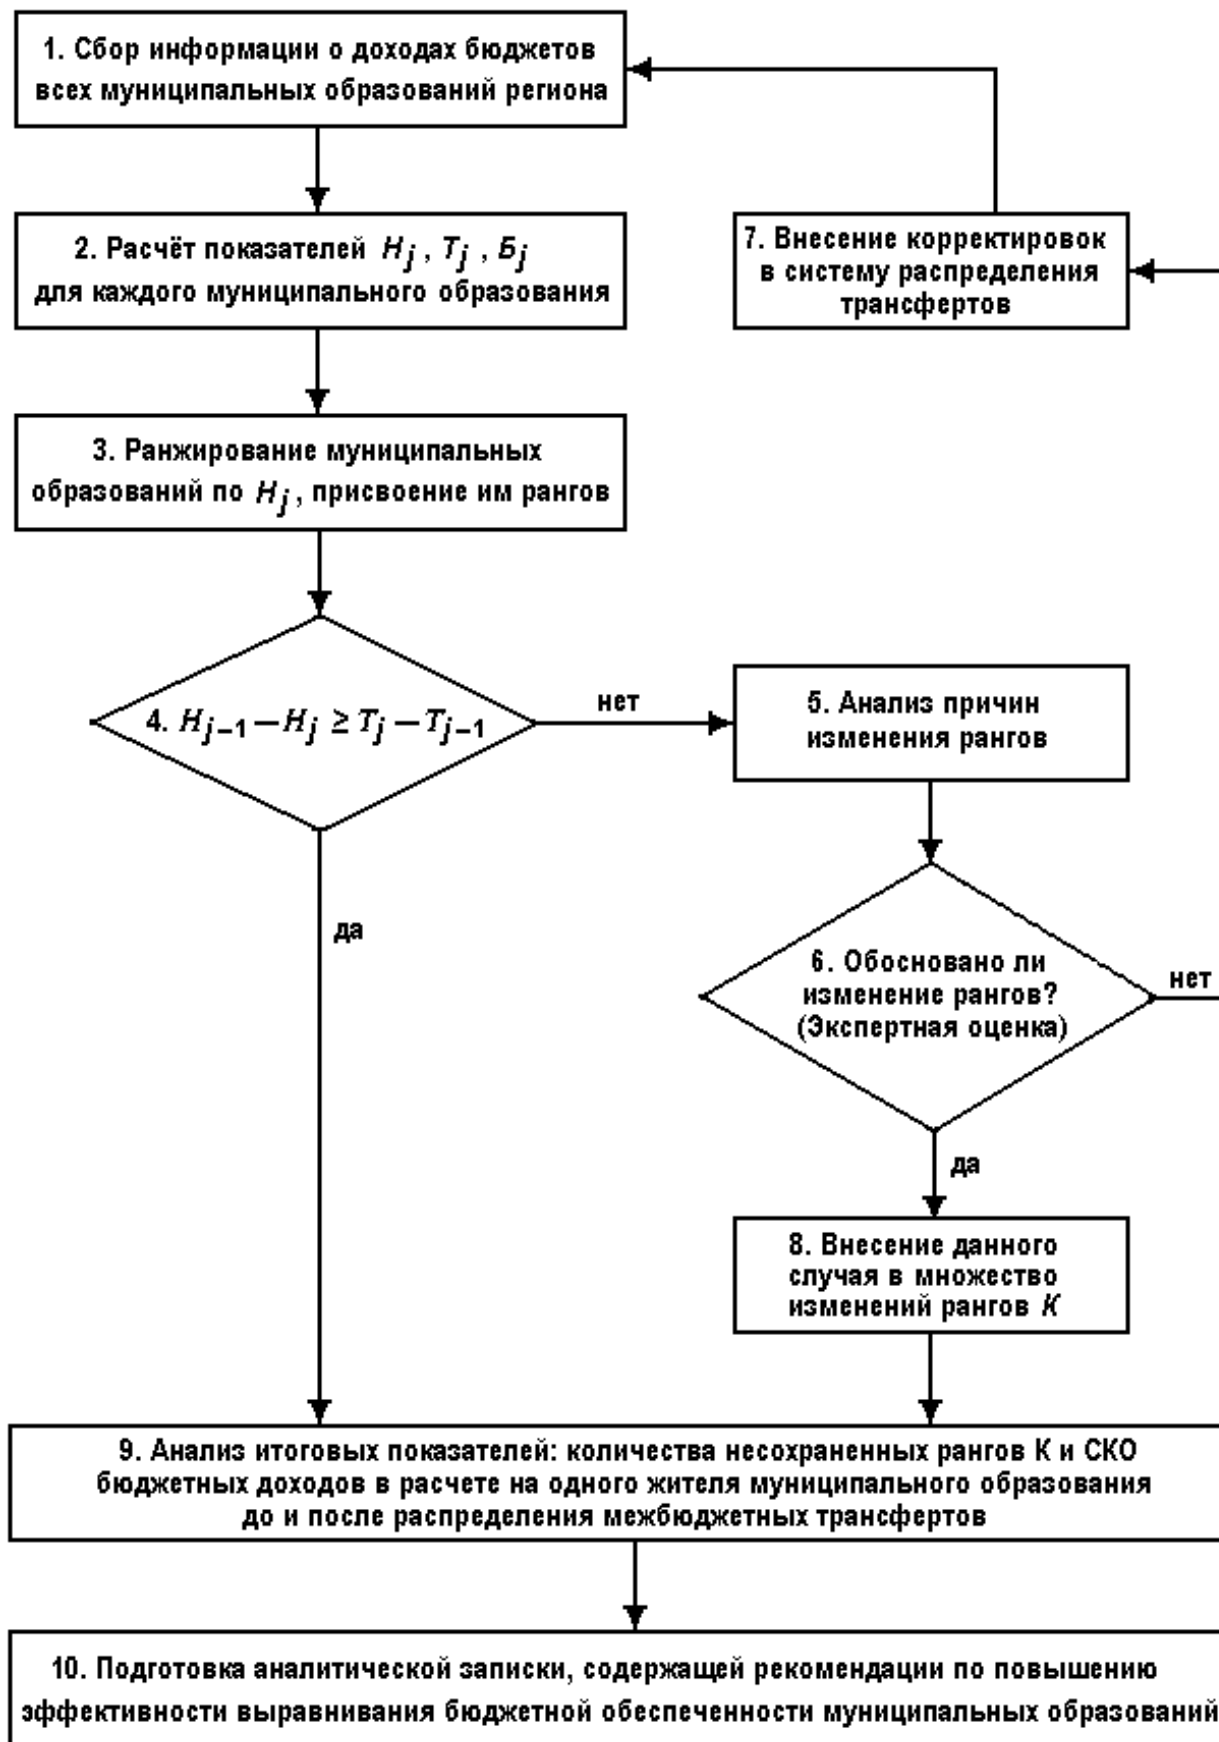 1. Сбор информации о доходах бюджетов
всех муниципальных образований региона
2. Расчёт показателей Hj , Tj , Бj
для каждого муниципального образования
3. Ранжирование муниципальных
образований по Hj , присвоение им рангов
4. Hj−1 − Hj ≥ Tj − Tj−1
нет
да
5. Анализ причин
изменения рангов
6. Обосновано ли
изменение рангов?
(Экспертная оценка)
нет
да
7. Внесение корректировок
в систему распределения
трансфертов
8. Внесение данного
случая в множество
изменений рангов K
9. Анализ итоговых показателей: количества несохраненных рангов К и СКО
бюджетных доходов в расчете на одного жителя муниципального образования
до и после распределения межбюджетных трансфертов
10. Подготовка аналитической записки, содержащей рекомендации по повышению
эффективности выравнивания бюджетной обеспеченности муниципальных образований